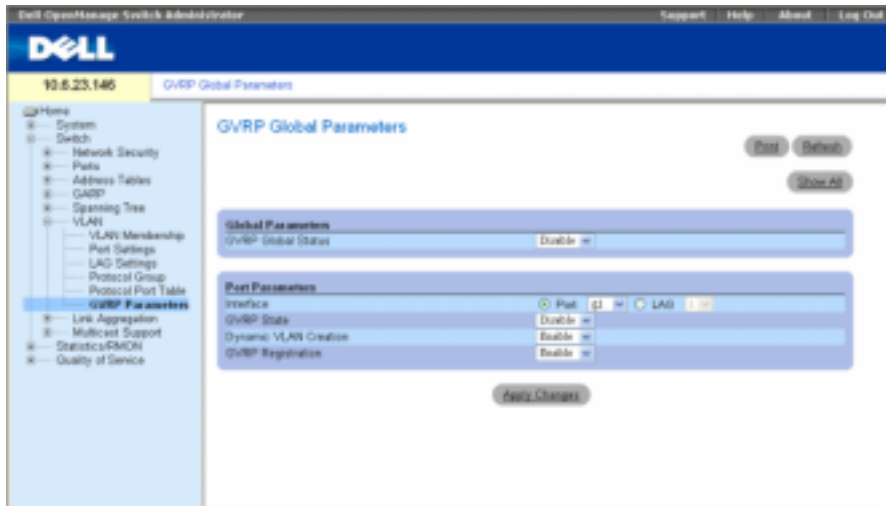 Dell OpenManage Switch Administrator
Support Help About Log Out
DELL
10.6.23.146
GVRP Global Parameters
Home
System
Switch
Network Security
Ports
Address Tables
GARP
Spanning Tree
VLAN
VLAN Membership
Port Settings
LAG Settings
Protocol Group
Protocol Port Table
GVRP Parameters
Link Aggregation
Multicast Support
Statistics/RMON
Quality of Service
GVRP Global Parameters
Print Refresh
Show All
Global Parameters
GVRP Global Status Disable
Port Parameters
Interface Port g1 LAG 1
GVRP State Disable
Dynamic VLAN Creation Enable
GVRP Registration Enable
Apply Changes